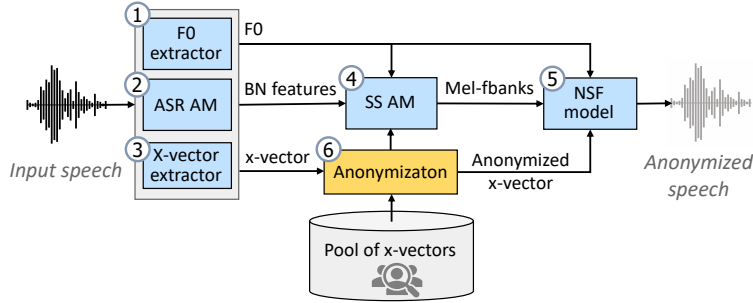 1
F0
extractor
F0
2
ASR AM
BN features
4
SS AM
Mel-fbanks
5
NSF
model
Input speech
3
X-vector
extractor
x-vector
6
Anonymizaton
Anonymized
x-vector
Anonymized
speech
Pool of x-vectors